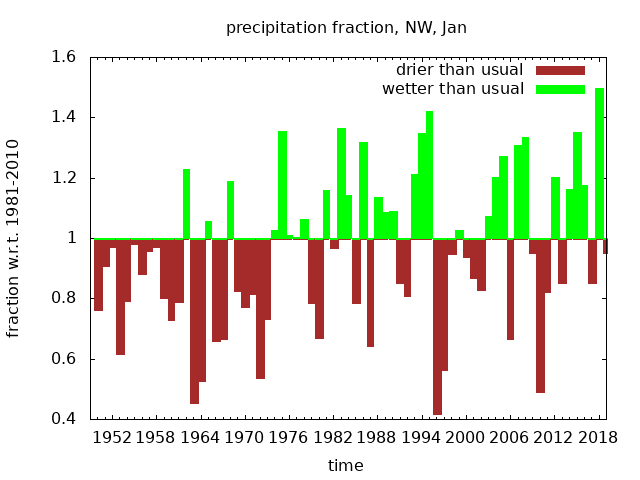 precipitation fraction, NW, Jan
drier than usual
wetter than usual
fraction w.r.t. 1981-2010
1.6
1.4
1.2
1
0.8
0.6
0.4
1952 1958 1964 1970 1976 1982 1988 1994 2000 2006 2012 2018
time